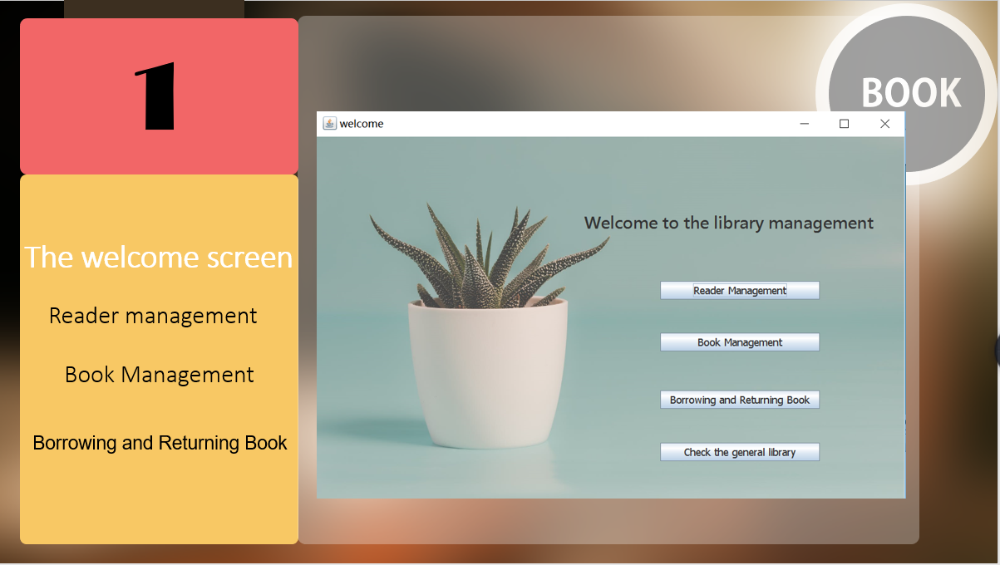 1
The welcome screen
Reader management
Book Management
Borrowing and Returning Book
BOOK
welcome
Welcome to the library management
Reader Management
Book Management
Borrowing and Returning Book
Check the general library